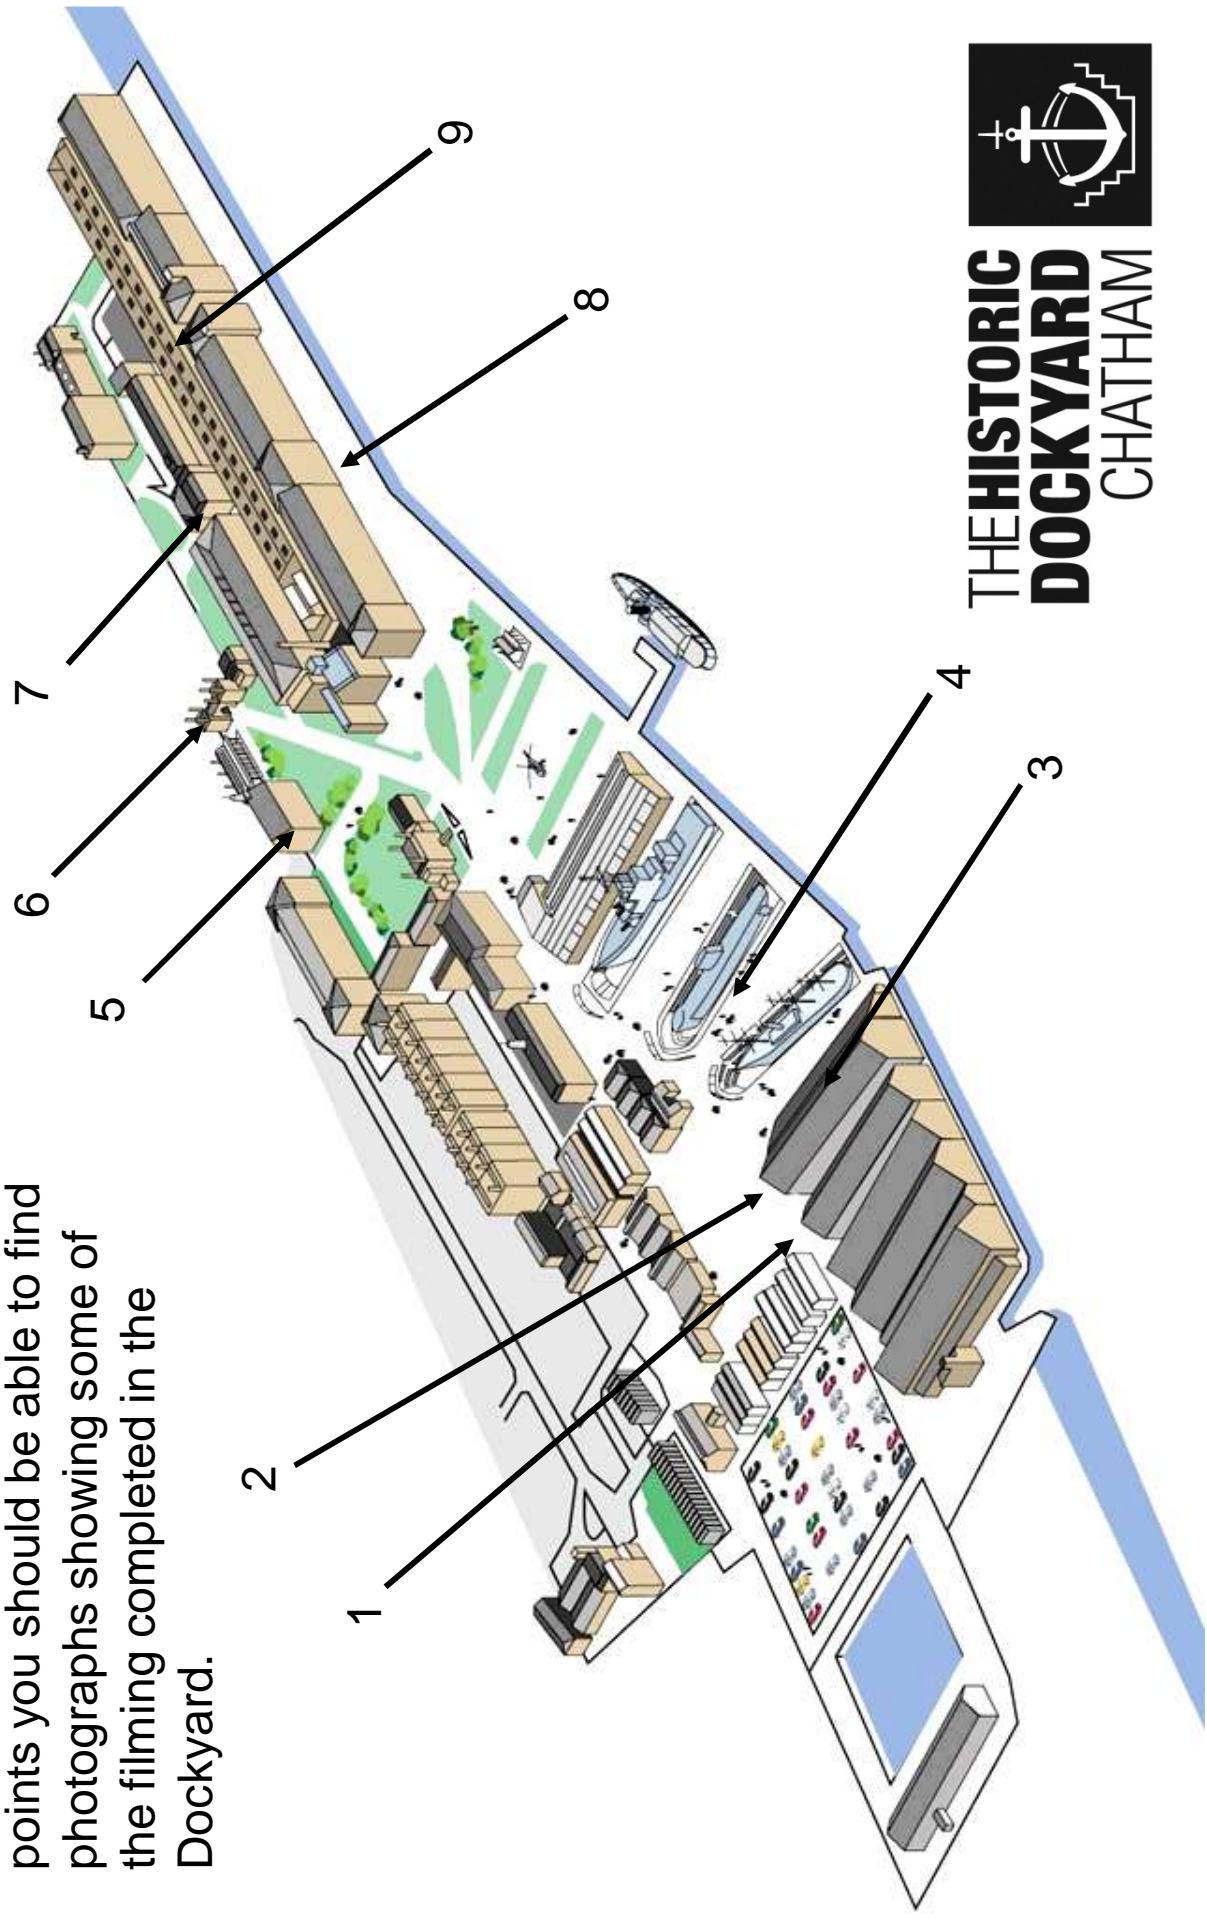 points you should be able to find
photographs showing some of
the filming completed in the
Dockyard.
1
2
3
4
5
6
7
8
9
THE HISTORIC
DOCKYARD
CHATHAM